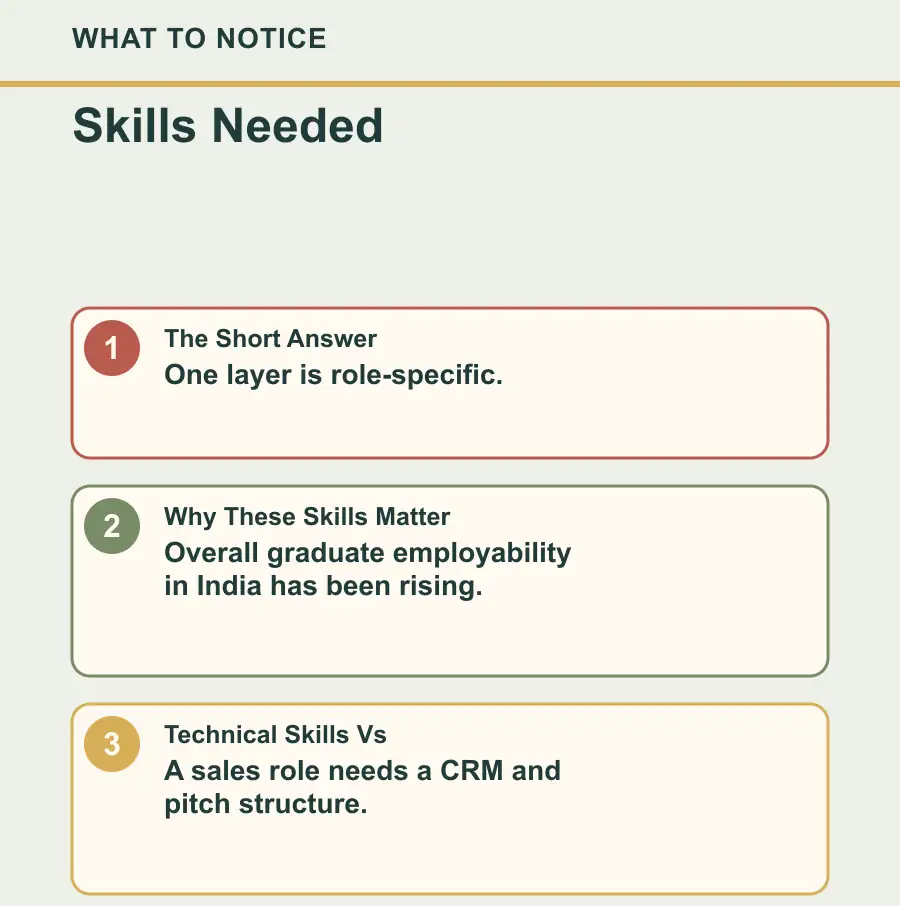 WHAT TO NOTICE
Skills Needed
1
The Short Answer
One layer is role-specific.
2
Why These Skills Matter
Overall graduate employability
in India has been rising.
3
Technical Skills Vs
A sales role needs a CRM and
pitch structure.